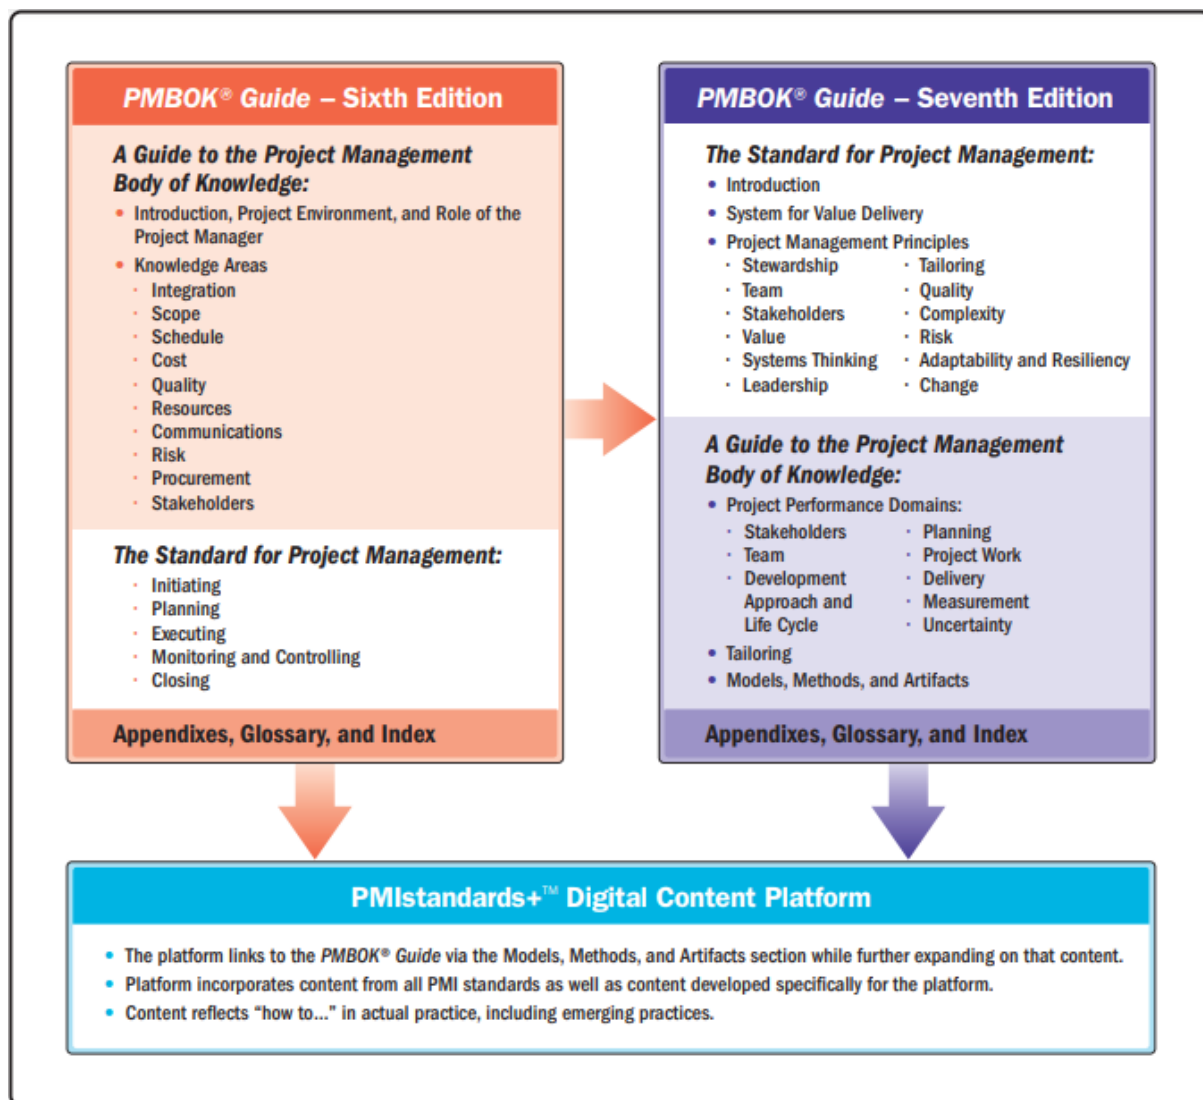 PMBOK® Guide – Sixth Edition
A Guide to the Project Management
Body of Knowledge:
• Introduction, Project Environment, and Role of the
Project Manager
• Knowledge Areas
· Integration
· Scope
· Schedule
· Cost
· Quality
· Resources
· Communications
· Risk
· Procurement
· Stakeholders
The Standard for Project Management:
· Initiating
· Planning
· Executing
· Monitoring and Controlling
· Closing
Appendixes, Glossary, and Index
PMBOK® Guide – Seventh Edition
The Standard for Project Management:
• Introduction
• System for Value Delivery
• Project Management Principles
· Stewardship
· Team
· Stakeholders
· Value
· Systems Thinking
· Leadership
· Tailoring
· Quality
· Complexity
· Risk
· Adaptability and Resiliency
· Change
A Guide to the Project Management
Body of Knowledge:
• Project Performance Domains:
· Stakeholders
· Team
· Development
Approach and
Life Cycle
· Planning
· Project Work
· Delivery
· Measurement
· Uncertainty
• Tailoring
• Models, Methods, and Artifacts
Appendixes, Glossary, and Index
PMIstandards+™ Digital Content Platform
• The platform links to the PMBOK® Guide via the Models, Methods, and Artifacts section while further expanding on that content.
• Platform incorporates content from all PMI standards as well as content developed specifically for the platform.
• Content reflects “how to...” in actual practice, including emerging practices.